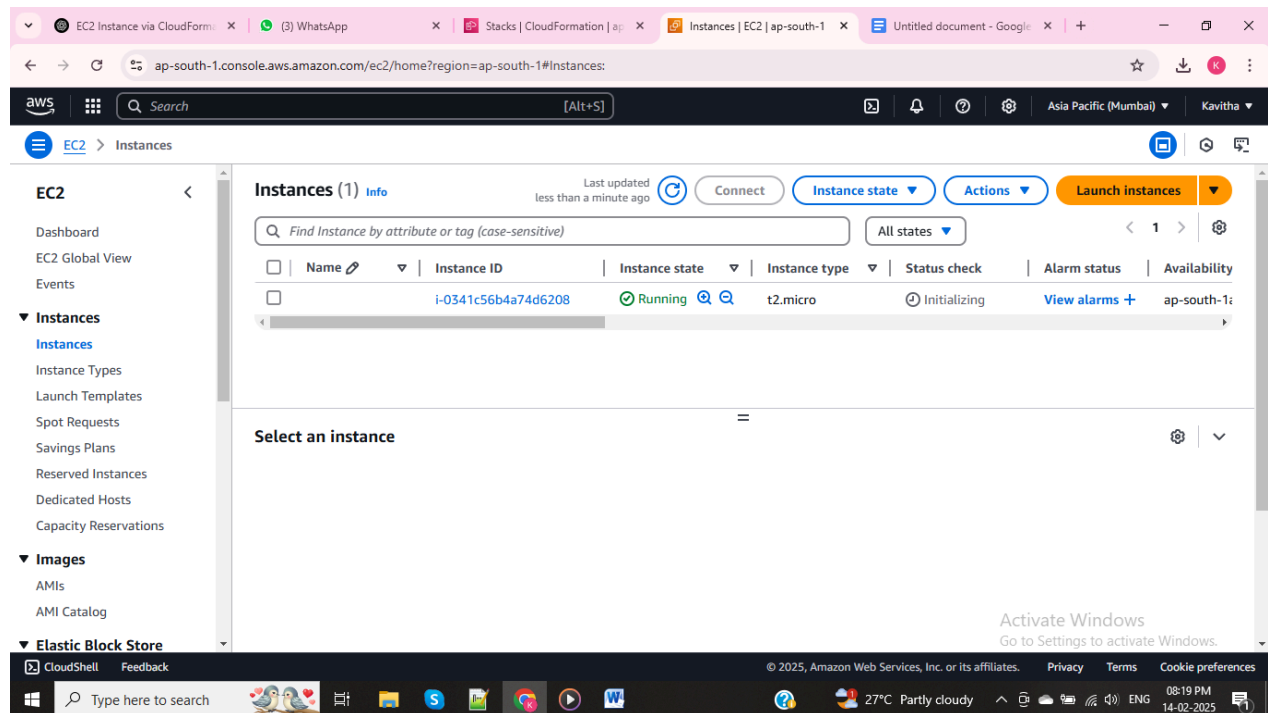 EC2 Instance via CloudForma
(3) WhatsApp
Stacks | CloudFormation | ap
Instances | EC2 | ap-south-1
Untitled document - Google
ap-south-1.console.aws.amazon.com/ec2/home?region=ap-south-1#Instances:
K
aws
Search
[Alt+S]
Asia Pacific (Mumbai)
Kavitha
EC2 > Instances
EC2
Dashboard
EC2 Global View
Events
Instances
Instances
Instance Types
Launch Templates
Spot Requests
Savings Plans
Reserved Instances
Dedicated Hosts
Capacity Reservations
Images
AMIs
AMI Catalog
Elastic Block Store
Instances (1) Info
Last updated
less than a minute ago
Connect
Instance state
Actions
Launch instances
Find Instance by attribute or tag (case-sensitive)
All states
1
Name Instance ID Instance state Instance type Status check Alarm status Availability
i-0341c56b4a74d6208 Running t2.micro Initializing View alarms + ap-south-1a
Select an instance
Activate Windows
Go to Settings to activate Windows.
CloudShell Feedback
© 2025, Amazon Web Services, Inc. or its affiliates. Privacy Terms Cookie preferences
Type here to search
27°C Partly cloudy
ENG
08:19 PM
14-02-2025